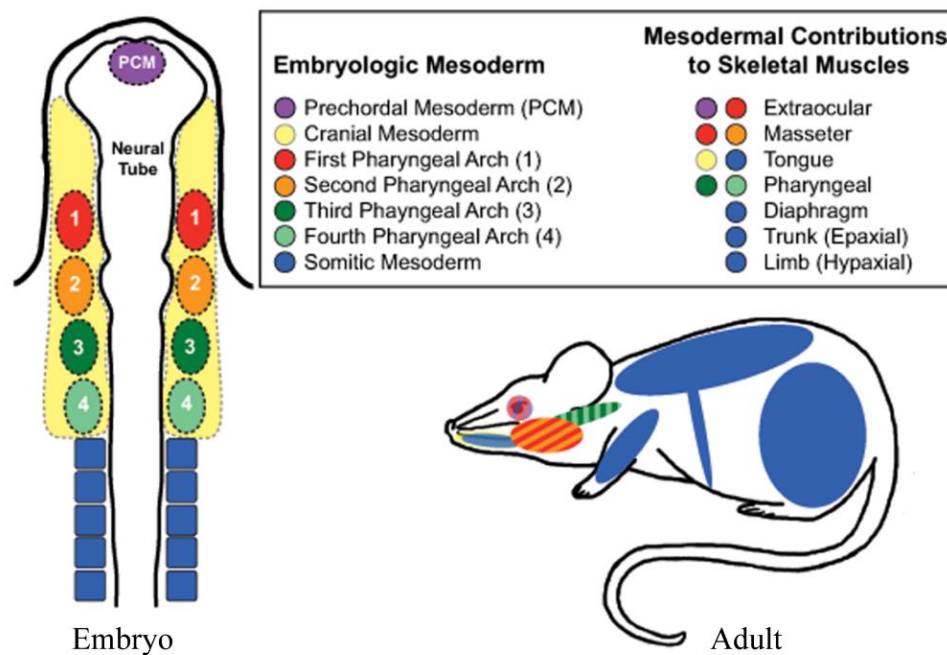 PCM
Neural
Tube
1
1
2
2
3
3
4
4
Embryo
Embryologic Mesoderm
Prechordal Mesoderm (PCM)
Cranial Mesoderm
First Pharyngeal Arch (1)
Second Pharyngeal Arch (2)
Third Phayngeal Arch (3)
Fourth Pharyngeal Arch (4)
Somitic Mesoderm
Mesodermal Contributions
to Skeletal Muscles
Extraocular
Masseter
Tongue
Pharyngeal
Diaphragm
Trunk (Epaxial)
Limb (Hypaxial)
Adult